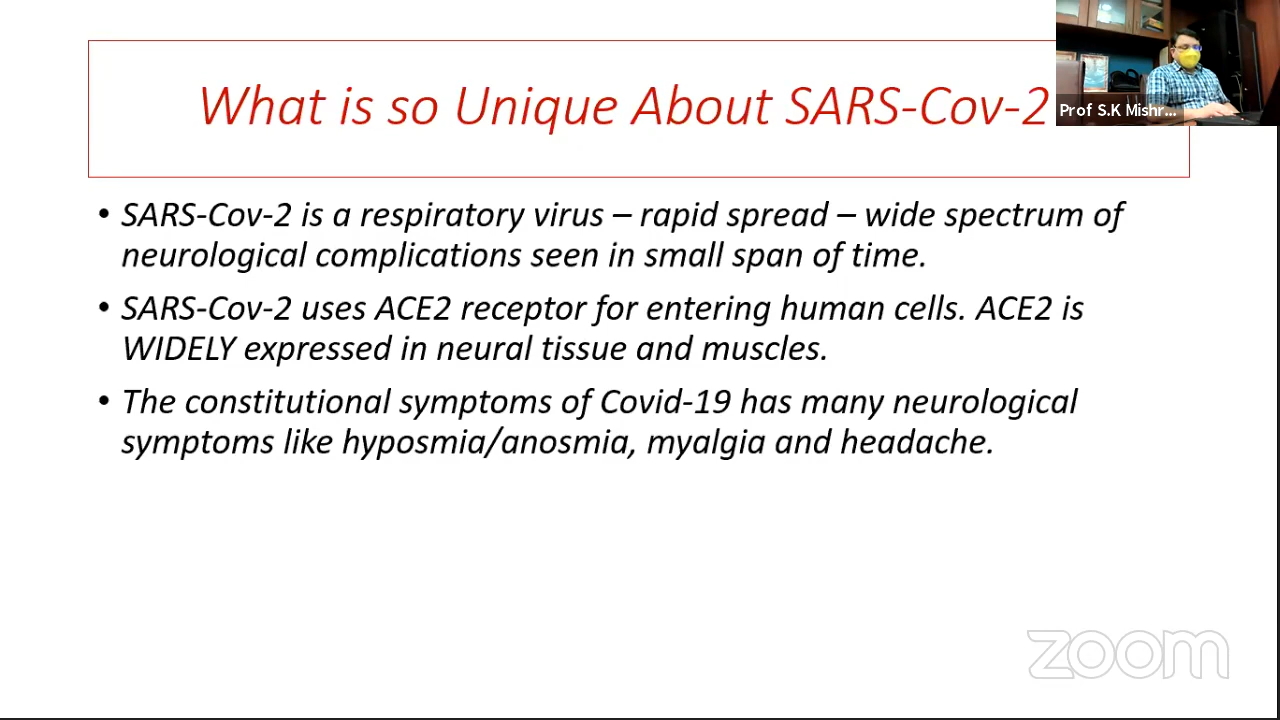 What is so Unique About SARS-Cov-2
Prof S.K Mishr...
• SARS-Cov-2 is a respiratory virus – rapid spread – wide spectrum of
neurological complications seen in small span of time.
• SARS-Cov-2 uses ACE2 receptor for entering human cells. ACE2 is
WIDELY expressed in neural tissue and muscles.
• The constitutional symptoms of Covid-19 has many neurological
symptoms like hyposmia/anosmia, myalgia and headache.
zoom